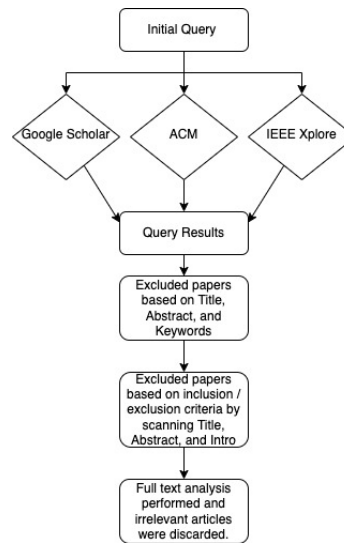 Initial Query
Google Scholar
ACM
IEEE Xplore
Query Results
Excluded papers
based on Title,
Abstract, and
Keywords
Excluded papers
based on inclusion /
exclusion criteria by
scanning Title,
Abstract, and Intro
Full text analysis
performed and
irrelevant articles
were discarded.